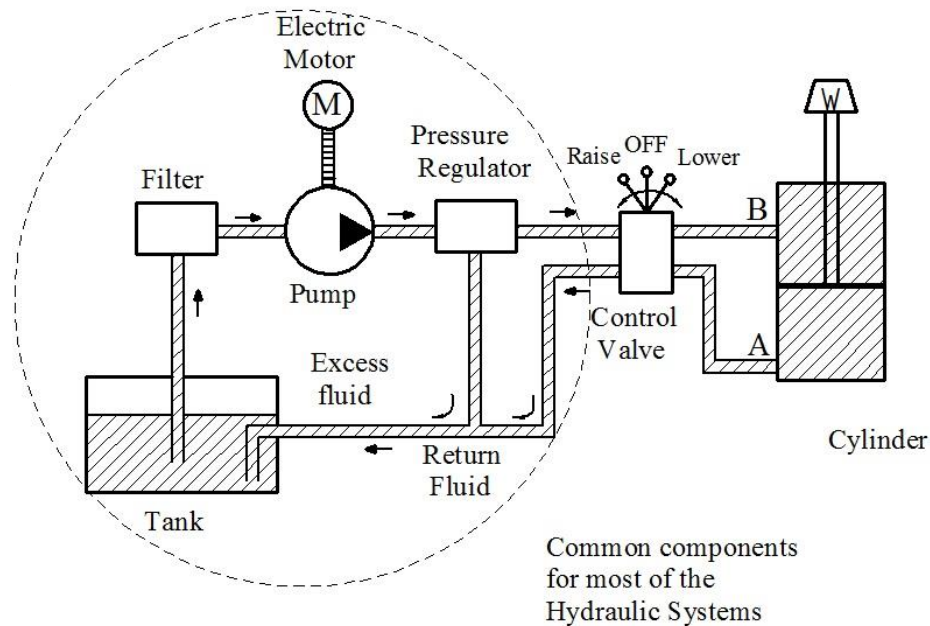 Electric
Motor
M
Pressure
Regulator
OFF
Raise
Lower
W
Filter
B
Pump
Control
Valve
A
Excess
fluid
Return
Fluid
Cylinder
Tank
Common components
for most of the
Hydraulic Systems